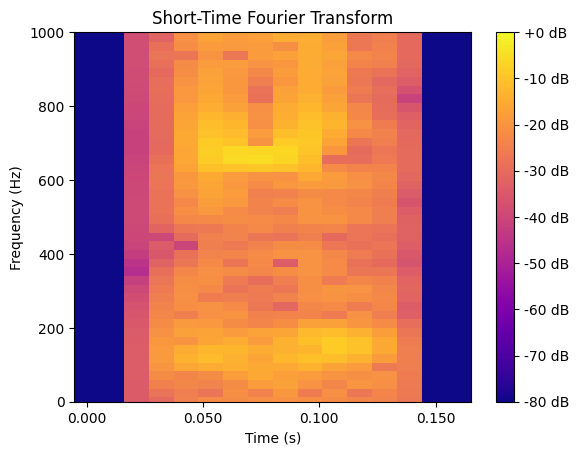 Short-Time Fourier Transform
1000
800
600
400
200
0
Frequency (Hz)
0.000
0.050
0.100
0.150
Time (s)
+0 dB
-10 dB
-20 dB
-30 dB
-40 dB
-50 dB
-60 dB
-70 dB
-80 dB